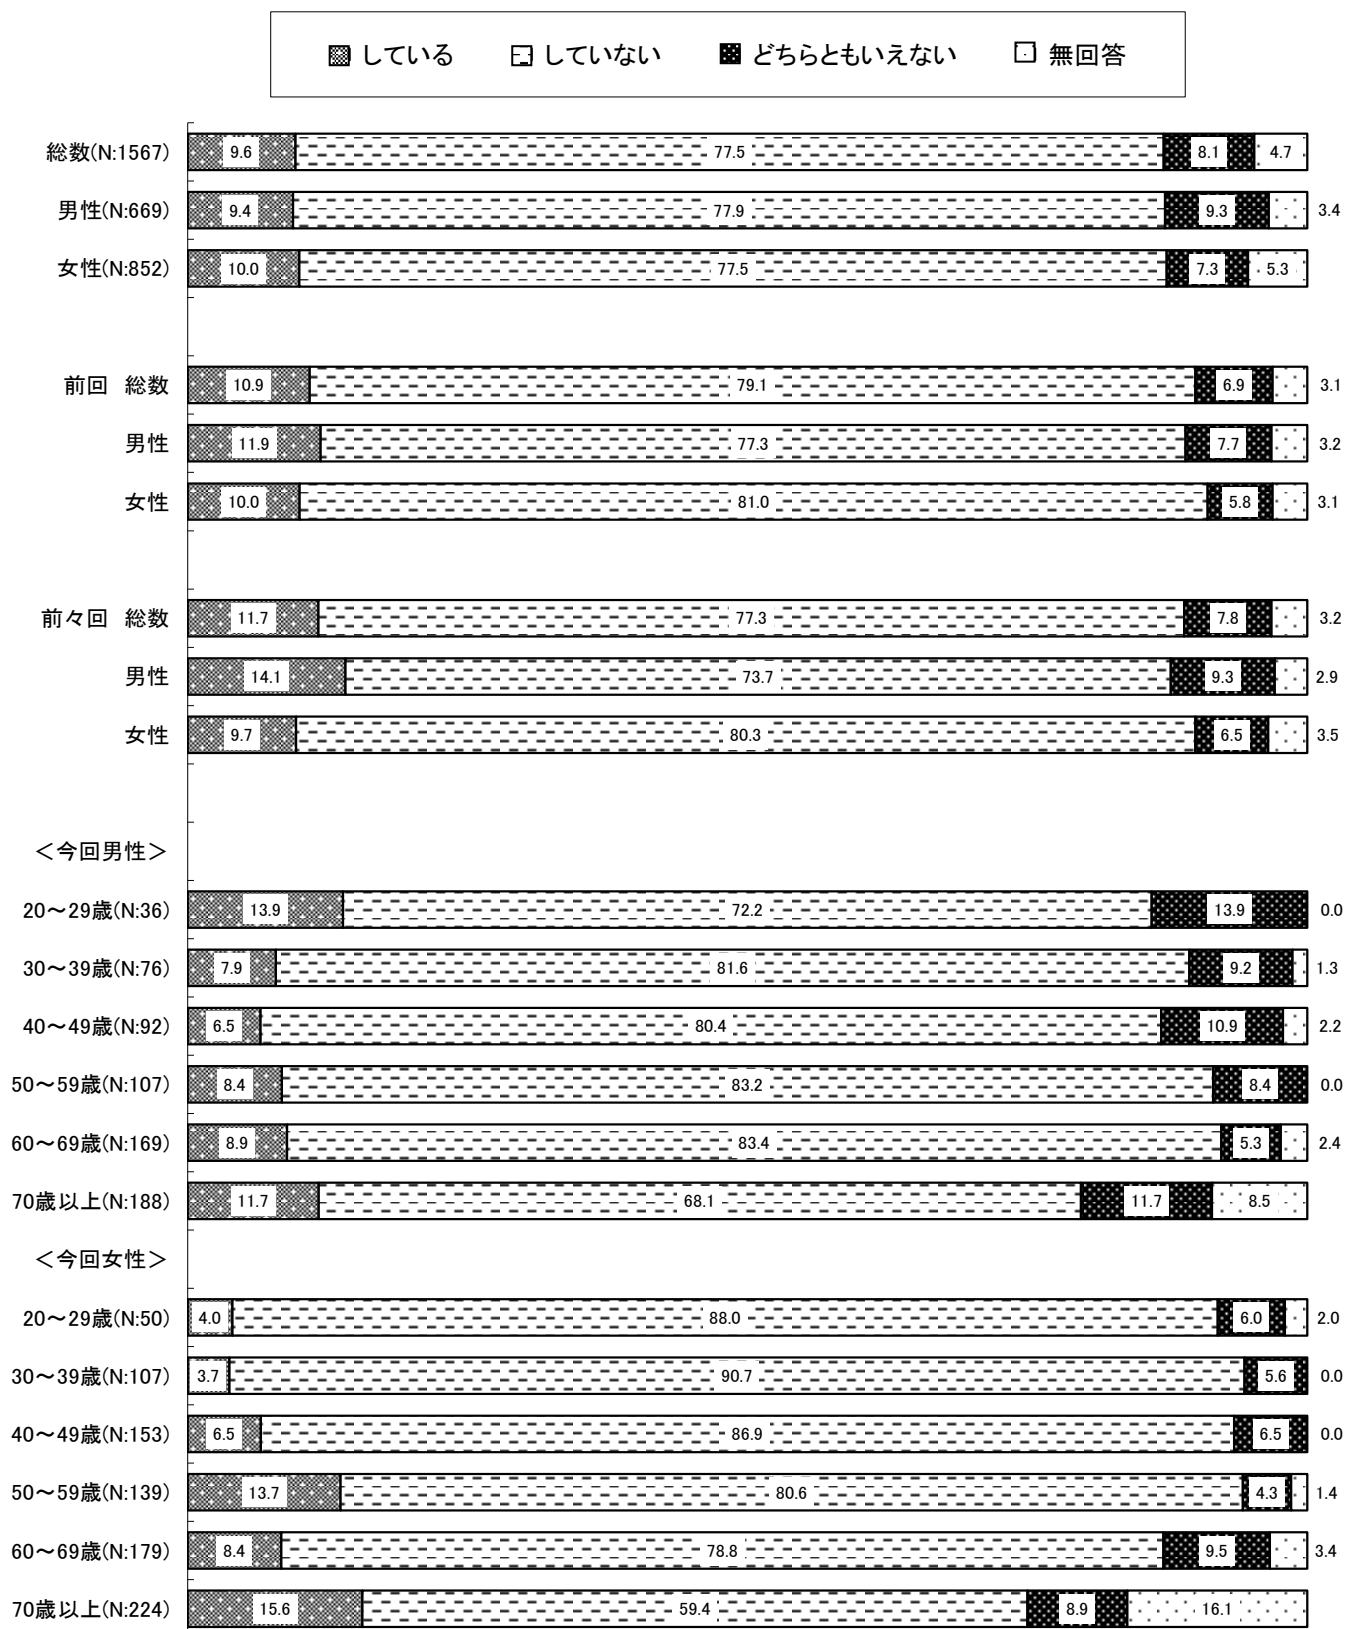 している していない どちらともいえない 無回答
総数(N:1567) 9.6 77.5 8.1 4.7
男性(N:669) 9.4 77.9 9.3 3.4
女性(N:852) 10.0 77.5 7.3 5.3
前回 総数 10.9 79.1 6.9 3.1
男性 11.9 77.3 7.7 3.2
女性 10.0 81.0 5.8 3.1
前々回 総数 11.7 77.3 7.8 3.2
男性 14.1 73.7 9.3 2.9
女性 9.7 80.3 6.5 3.5
＜今回男性＞
20～29歳(N:36) 13.9 72.2 13.9 0.0
30～39歳(N:76) 7.9 81.6 9.2 1.3
40～49歳(N:92) 6.5 80.4 10.9 2.2
50～59歳(N:107) 8.4 83.2 8.4 0.0
60～69歳(N:169) 8.9 83.4 5.3 2.4
70歳以上(N:188) 11.7 68.1 11.7 8.5
＜今回女性＞
20～29歳(N:50) 4.0 88.0 6.0 2.0
30～39歳(N:107) 3.7 90.7 5.6 0.0
40～49歳(N:153) 6.5 86.9 6.5 0.0
50～59歳(N:139) 13.7 80.6 4.3 1.4
60～69歳(N:179) 8.4 78.8 9.5 3.4
70歳以上(N:224) 15.6 59.4 8.9 16.1